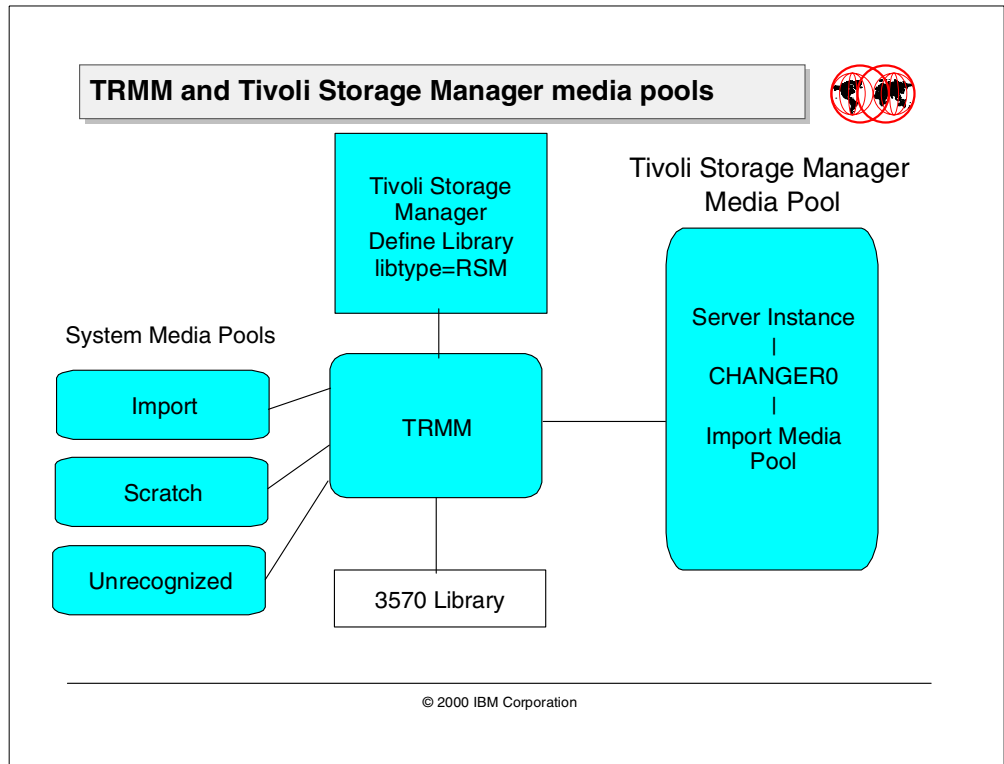 TRMM and Tivoli Storage Manager media pools
Tivoli Storage
Manager
Define Library
libtype=RSM
Tivoli Storage Manager
Media Pool
System Media Pools
Import
Scratch
Unrecognized
TRMM
3570 Library
Server Instance
CHANGER0
Import Media
Pool
© 2000 IBM Corporation